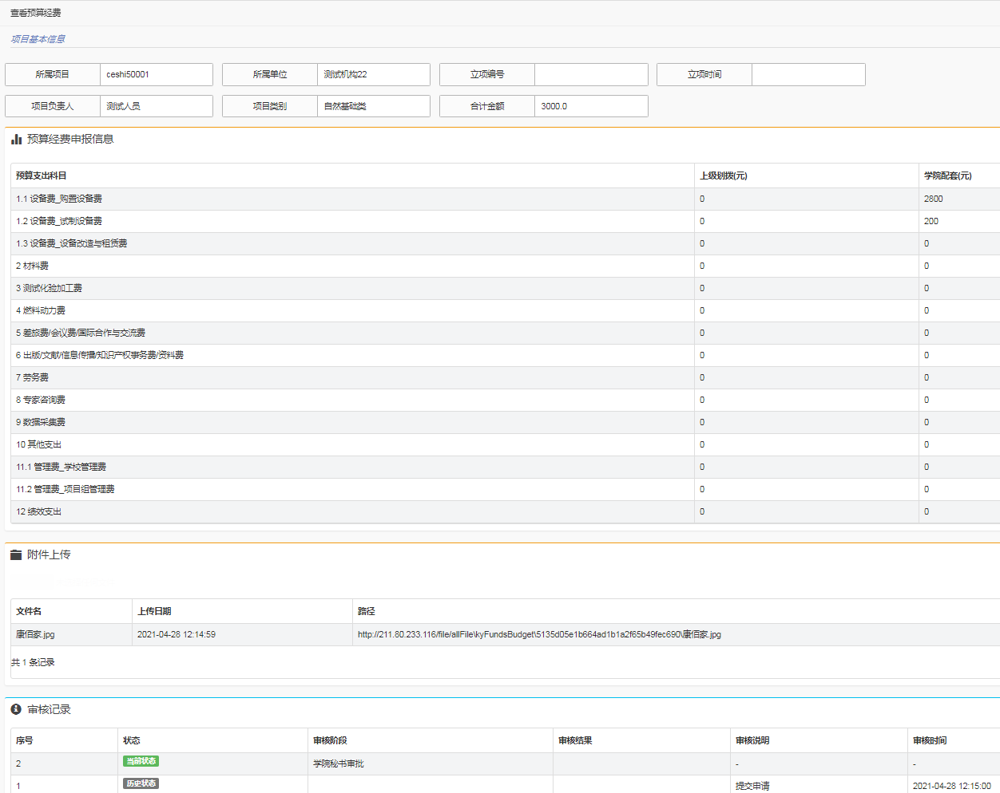 查看预算经费
项目基本信息
所属项目 ceshi50001 所属单位 测试机构22 立项编号 立项时间
项目负责人 测试人员 项目类别 自然基础类 合计金额 3000.0
预算经费申报信息
预算支出科目 上级划拨(元) 学院配套(元)
1.1 设备费_购置设备费 0 2800
1.2 设备费_试制设备费 0 200
1.3 设备费_设备改造与租赁费 0 0
2 材料费 0 0
3 测试化验加工费 0 0
4 燃料动力费 0 0
5 差旅费/会议费/国际合作与交流费 0 0
6 出版/文献/信息传播/知识产权事务费/资料费 0 0
7 劳务费 0 0
8 专家咨询费 0 0
9 数据采集费 0 0
10 其他支出 0 0
11.1 管理费_学校管理费 0 0
11.2 管理费_项目组管理费 0 0
12 绩效支出 0 0
附件上传
文件名 上传日期 路径
康佰家.jpg 2021-04-28 12:14:59 http://211.80.233.116/file/allFile\kyFundsBudget\5135d05e1b664ad1b1a2f65b49fec690\康佰家.jpg
共 1 条记录
审核记录
序号 状态 审核阶段 审核结果 审核说明 审核时间
2 当前状态 学院秘书审批 - -
1 历史状态 提交申请 2021-04-28 12:15:00